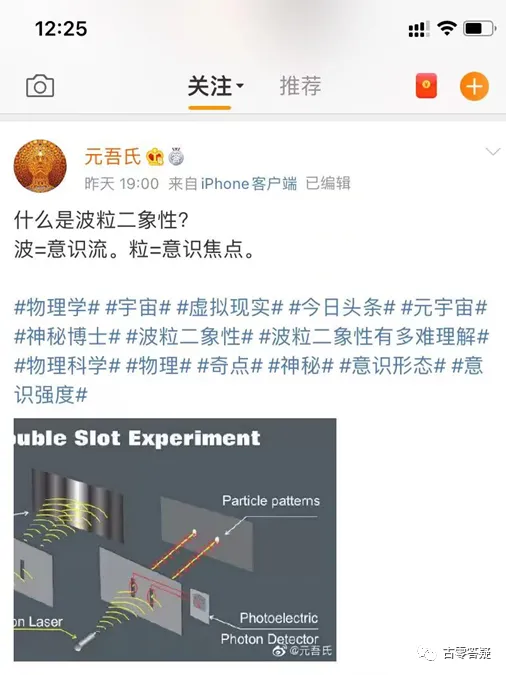 12:25
关注 推荐
元吾氏
昨天 19:00 来自iPhone客户端 已编辑
什么是波粒二象性?
波=意识流。粒=意识焦点。
#物理学# #宇宙# #虚拟现实# #今日头条# #元宇宙#
#神秘博士# #波粒二象性# #波粒二象性有多难理解#
#物理科学# #物理# #奇点# #神秘# #意识形态# #意
识强度#
ouble Slot Experiment
Particle patterns
on Laser
Photoelectric
Photon Detector
@元吾氏
古零答疑